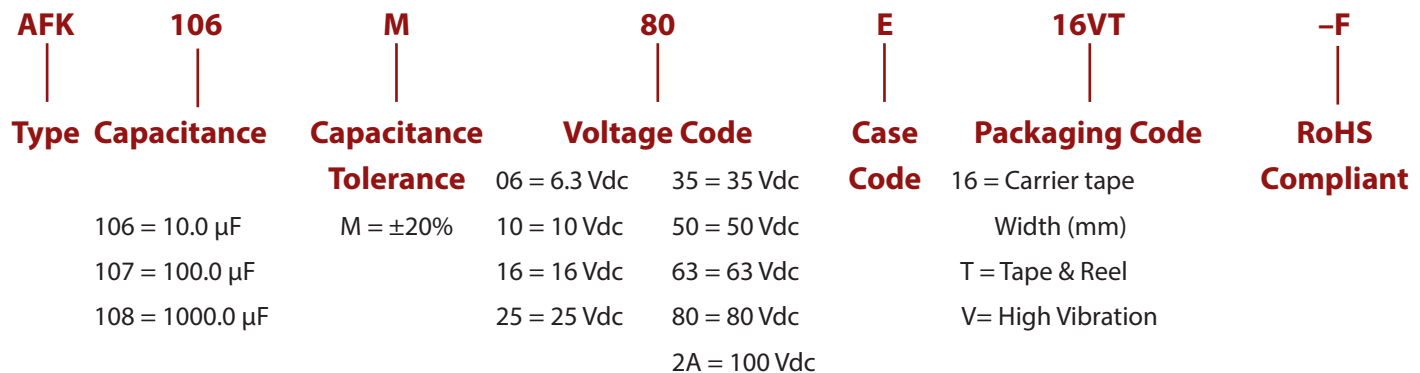 AFK 106 M 80 E 16VT –F
Type Capacitance Capacitance Voltage Code Case Packaging Code RoHS
Tolerance 06 = 6.3 Vdc 35 = 35 Vdc Code 16 = Carrier tape Compliant
106 = 10.0 µF M = ±20% 10 = 10 Vdc 50 = 50 Vdc Width (mm)
107 = 100.0 µF 16 = 16 Vdc 63 = 63 Vdc T = Tape & Reel
108 = 1000.0 µF 25 = 25 Vdc 80 = 80 Vdc V= High Vibration
2A = 100 Vdc